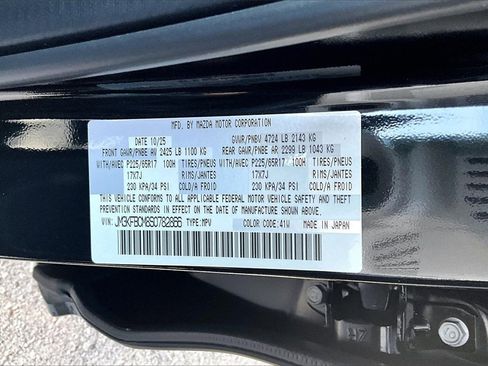 MFD. BY MAZDA MOTOR CORPORATION
DATE 10/25 GVWR/PNBV 4724 LB 2143 KG
FRONT GAWR/PNBE AV 2425 LB 1100 KG REAR GAWR/PNBE AR 2299 LB 1043 KG
WITH/AVEC P225/65R17 100H TIRES/PNEUS WITH/AVEC P225/65R17 100H TIRES/PNEUS
17X7J RIMS/JANTES 17X7J RIMS/JANTES
230 KPA/34 PSI COLD/A FROID 230 KPA/34 PSI COLD/A FROID
THIS VEHICLE CONFORMS TO ALL APPLICABLE FEDERAL MOTOR VEHICLE SAFETY AND
THEFT PREVENTION STANDARDS IN EFFECT ON THE DATE OF MANUFACTURE SHOWN ABOVE.
VIN: TYPE: MPV COLOR CODE: 41W MADE IN JAPAN